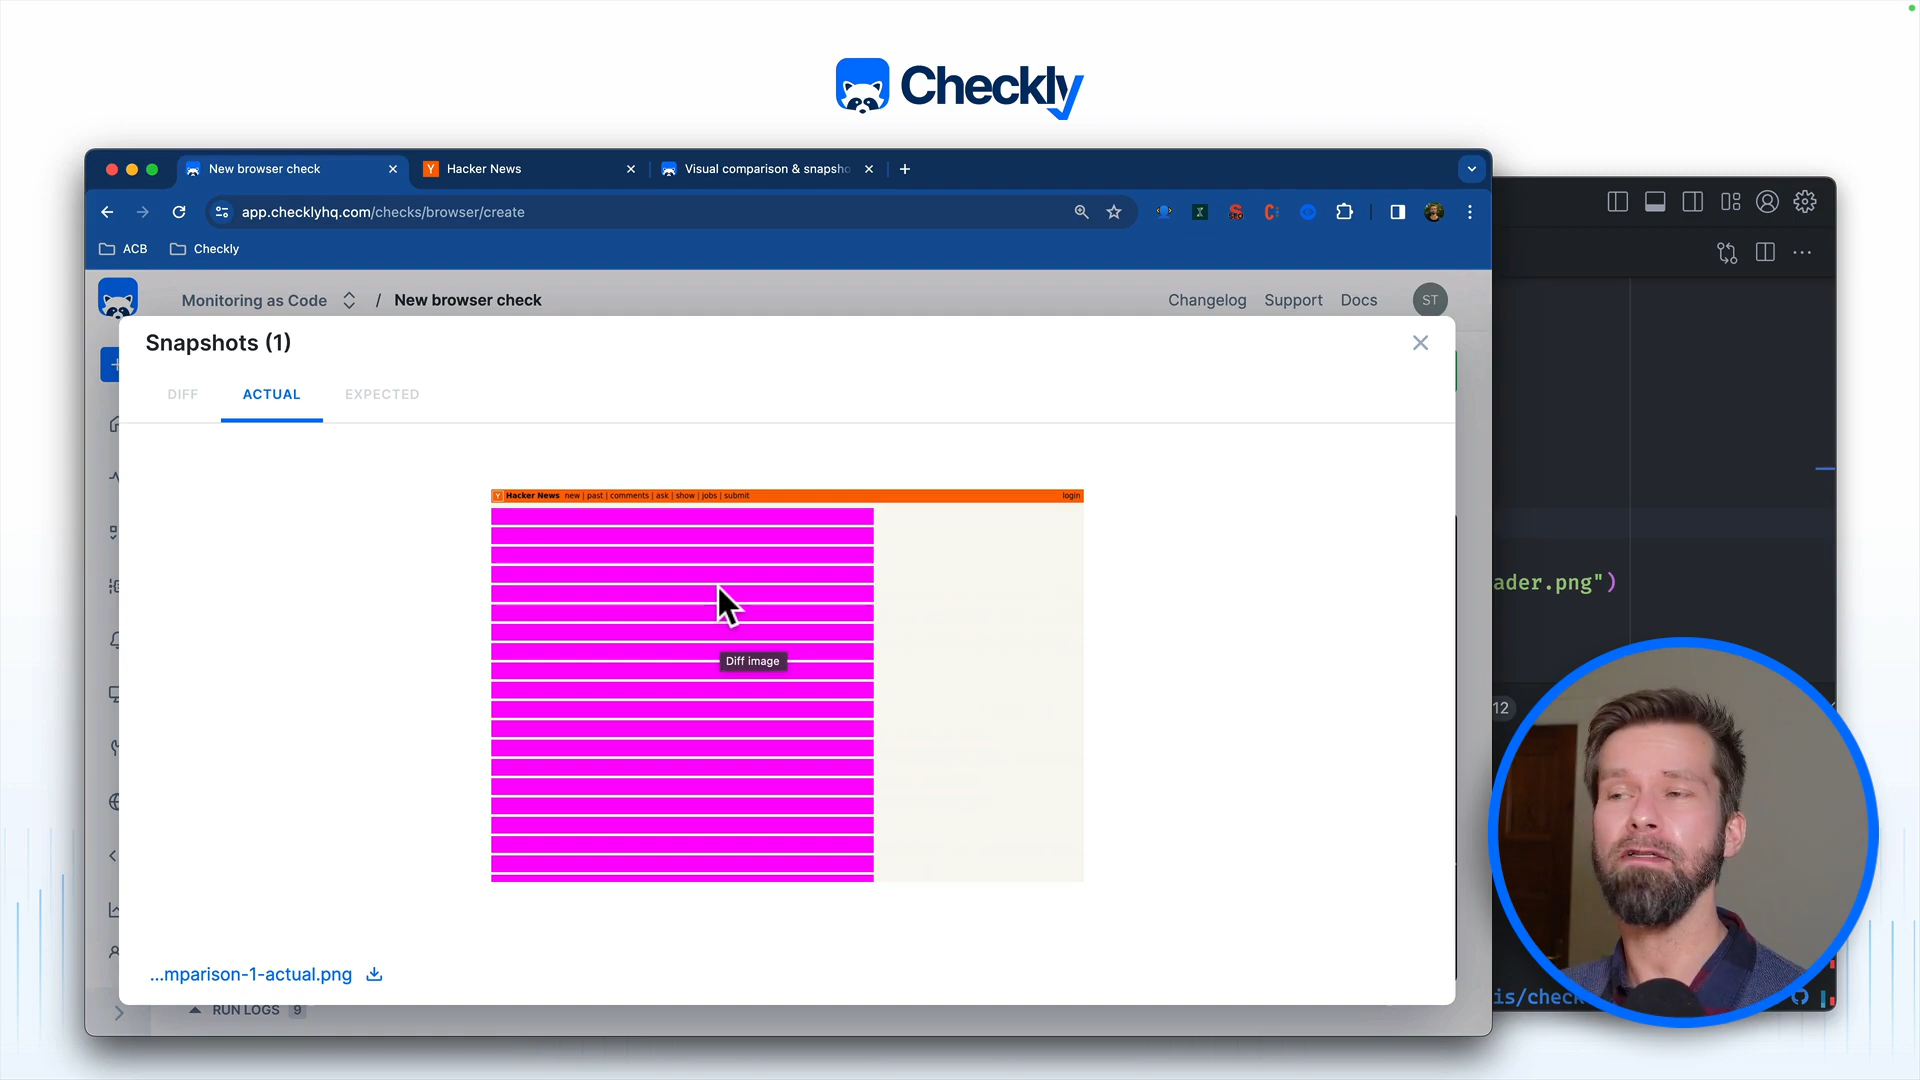 Checkly
New browser check
Hacker News
Visual comparison & snapsho
app.checklyhq.com/checks/browser/create
ACB
Checkly
Monitoring as Code / New browser check
Changelog
Support
Docs
ST
Snapshots (1)
DIFF
ACTUAL
EXPECTED
Y Hacker News new | past | comments | ask | show | jobs | submit
login
Diff image
ader.png")
12
...mparison-1-actual.png
RUN LOGS 9
is/check